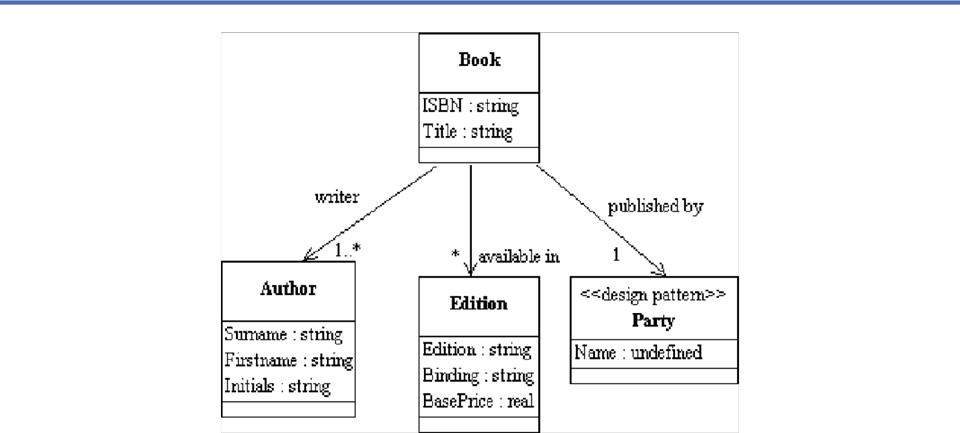 Book
ISBN : string
Title : string
writer
published by
1..*
*
available in
1
Author
Surname : string
Firstname : string
Initials : string
Edition
Edition : string
Binding : string
BasePrice : real
<<design pattern>>
Party
Name : undefined